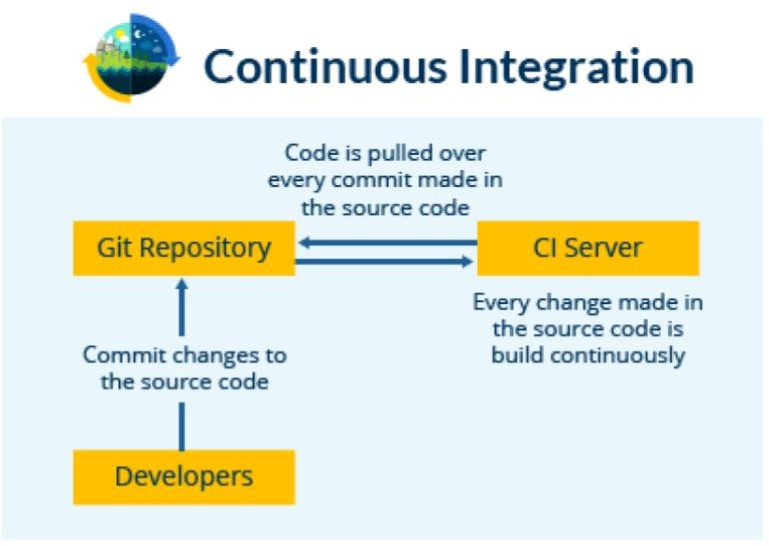 Continuous Integration
Code is pulled over
every commit made in
the source code
Git Repository
CI Server
Every change made in
the source code is
build continuously
Commit changes to
the source code
Developers